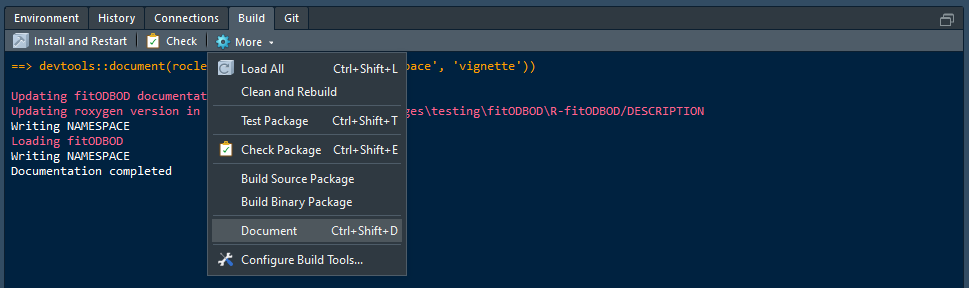 Environment History Connections Build Git
Install and Restart Check More
==> devtools::document(rocle pace', 'vignette'))
Load All Ctrl+Shift+L
Clean and Rebuild
Test Package Ctrl+Shift+T
Check Package Ctrl+Shift+E
Build Source Package
Build Binary Package
Document Ctrl+Shift+D
Configure Build Tools...
Updating fitODBOD documentat
Updating roxygen version in ges\testing\fitODBOD\R-fitODBOD/DESCRIPTION
Writing NAMESPACE
Loading fitODBOD
Writing NAMESPACE
Documentation completed